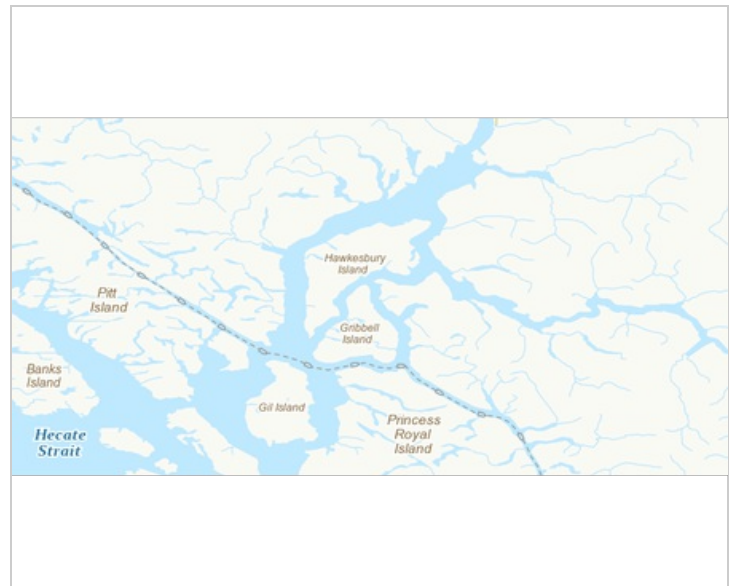 Hawkesbury
Island
Pitt
Island
Gribbell
Island
Banks
Island
Gil Island
Princess
Royal
Island
Hecate
Strait